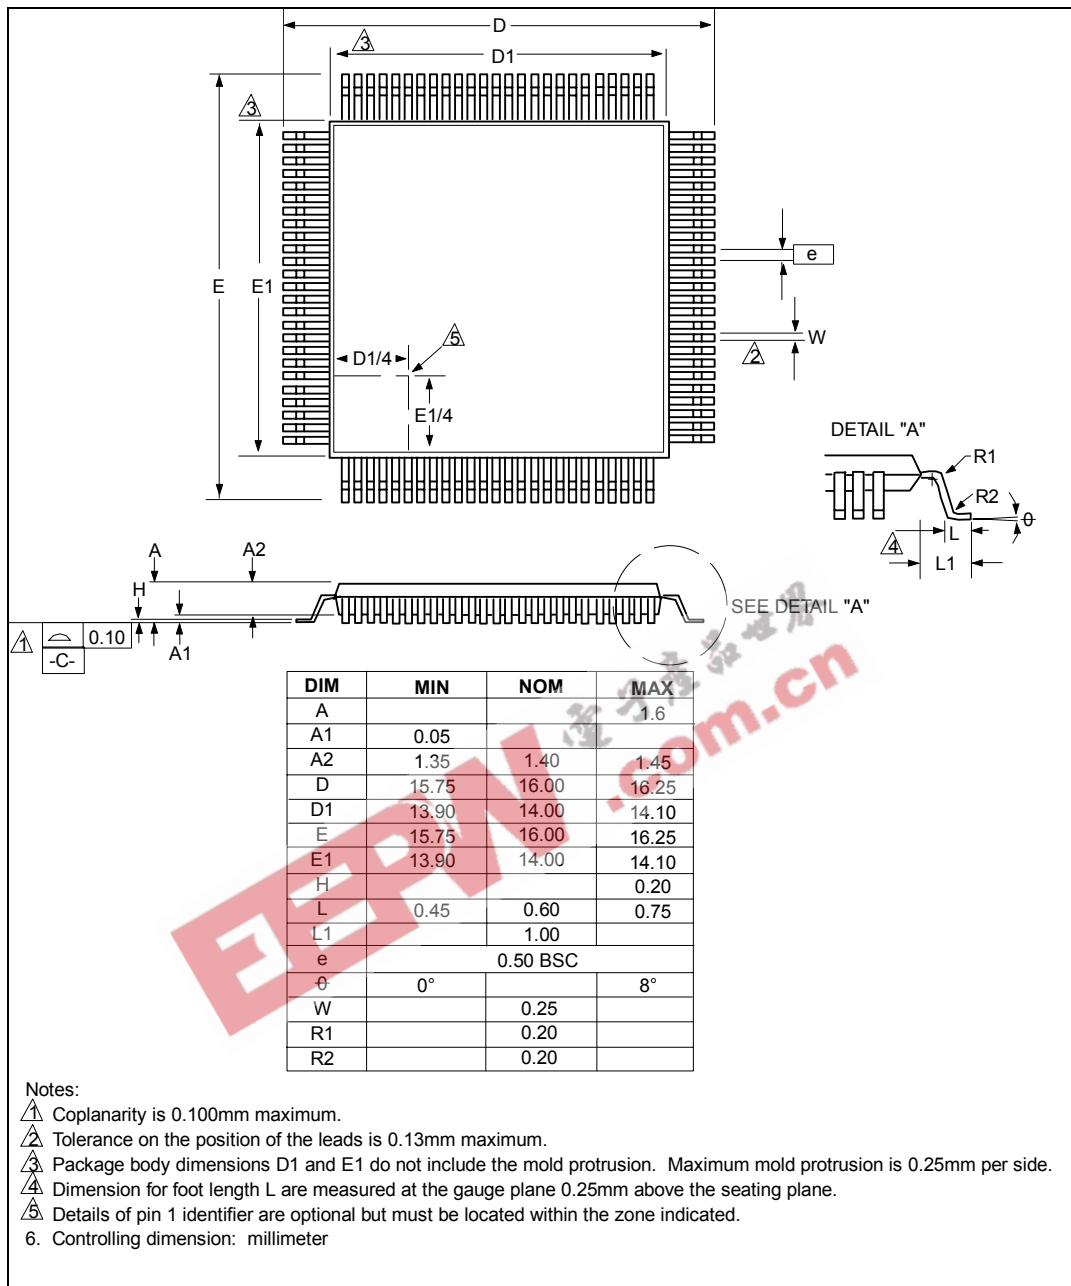 D
3
D1
3
E
E1
e
5
W
D1/4
2
E1/4
DETAIL "A"
R1
R2
θ
4
L
L1
A
A2
H
SEE DETAIL "A"
1
0.10
A1
-C-
DIM MIN NOM MAX
A 1.6
A1 0.05
A2 1.35 1.40 1.45
D 15.75 16.00 16.25
D1 13.90 14.00 14.10
E 15.75 16.00 16.25
E1 13.90 14.00 14.10
H 0.20
L 0.45 0.60 0.75
L1 1.00
e 0.50 BSC
θ 0° 8°
W 0.25
R1 0.20
R2 0.20
EEPW.com.cn
電子產品世界
Notes:
1 Coplanarity is 0.100mm maximum.
2 Tolerance on the position of the leads is 0.13mm maximum.
3 Package body dimensions D1 and E1 do not include the mold protrusion. Maximum mold protrusion is 0.25mm per side.
4 Dimension for foot length L are measured at the gauge plane 0.25mm above the seating plane.
5 Details of pin 1 identifier are optional but must be located within the zone indicated.
6. Controlling dimension: millimeter